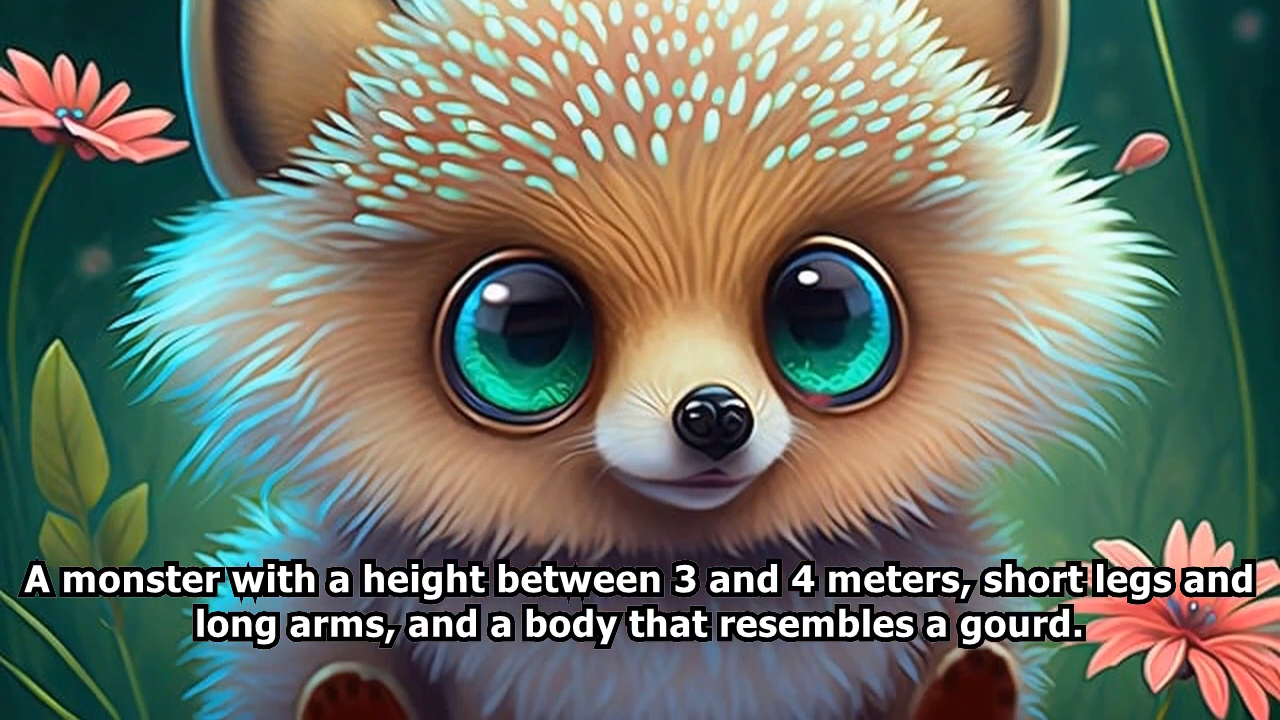 A monster with a height between 3 and 4 meters, short legs and
long arms, and a body that resembles a gourd.